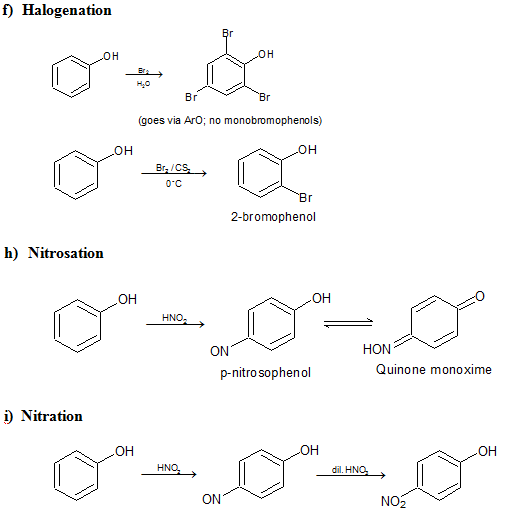 f) Halogenation
Br
OH
OH
Br₂
H₂O
Br
Br
(goes via ArO; no monobromophenols)
OH
OH
Br₂ / CS₂
0°C
Br
2-bromophenol
h) Nitrosation
OH
OH
O
HNO₂
ON
HON
p-nitrosophenol
Quinone monoxime
i) Nitration
OH
OH
OH
HNO₂
dil. HNO₃
ON
NO₂